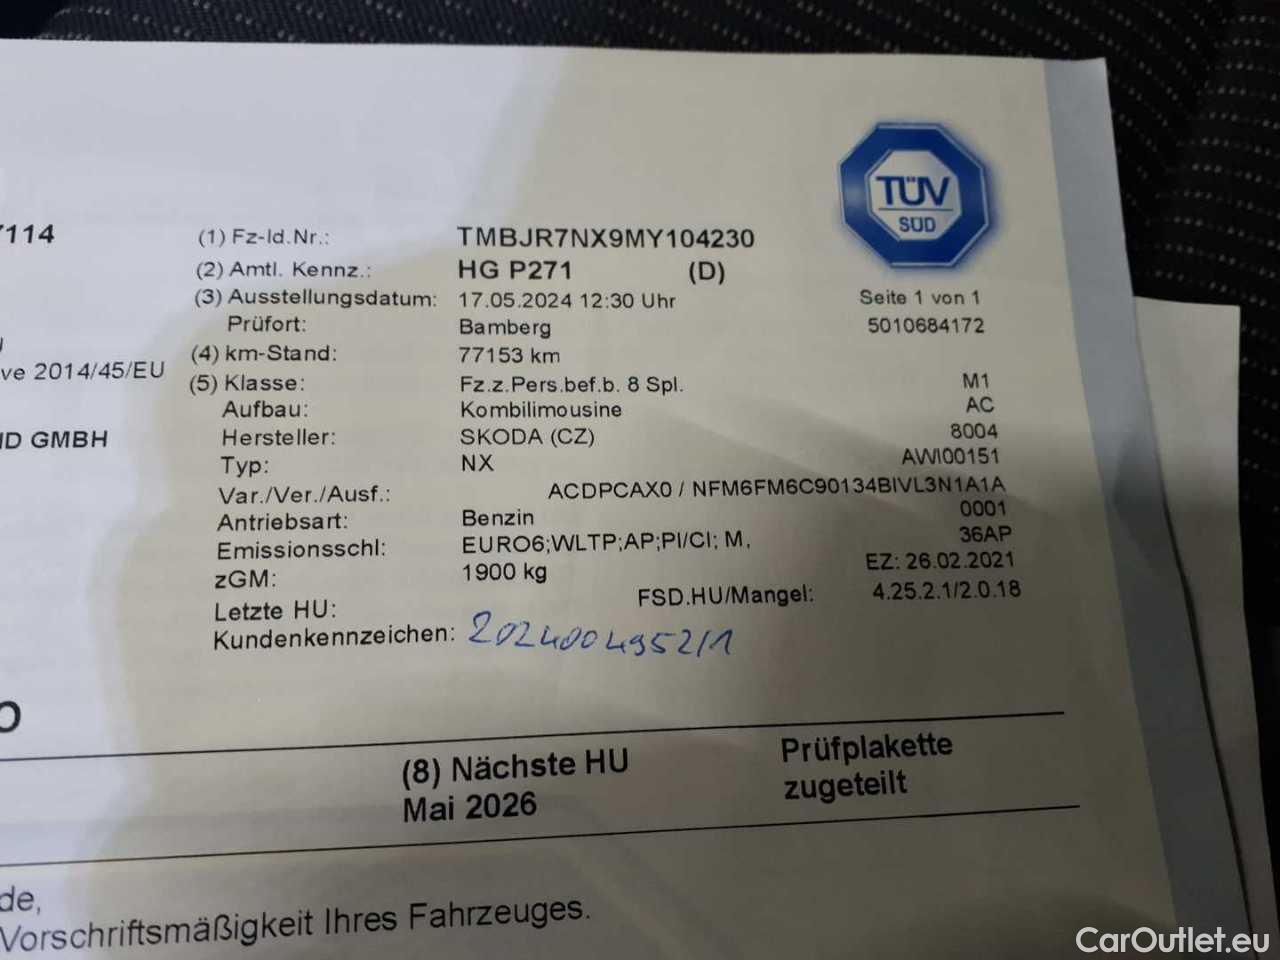 TÜV
SÜD
7114
(1) Fz-Id.Nr.: TMBJR7NX9MY104230
(2) Amtl. Kennz.: HG P271 (D)
(3) Ausstellungsdatum: 17.05.2024 12:30 Uhr Seite 1 von 1
Prüfort: Bamberg 5010684172
(4) km-Stand: 77153 km
ve 2014/45/EU
(5) Klasse: Fz.z.Pers.bef.b. 8 Spl. M1
Aufbau: Kombilimousine AC
ND GMBH
Hersteller: SKODA (CZ) 8004
Typ: NX AWI00151
Var./Ver./Ausf.: ACDPCAX0 / NFM6FM6C90134BIVL3N1A1A
Antriebsart: Benzin 0001
Emissionsschl: EURO6;WLTP;AP;PI/CI; M, 36AP
zGM: 1900 kg EZ: 26.02.2021
Letzte HU: FSD.HU/Mangel: 4.25.2.1/2.0.18
Kundenkennzeichen: 2024004952/1
O
(8) Nächste HU Prüfplakette
Mai 2026 zugeteilt
de,
Vorschriftsmäßigkeit Ihres Fahrzeuges.
CarOutlet.eu